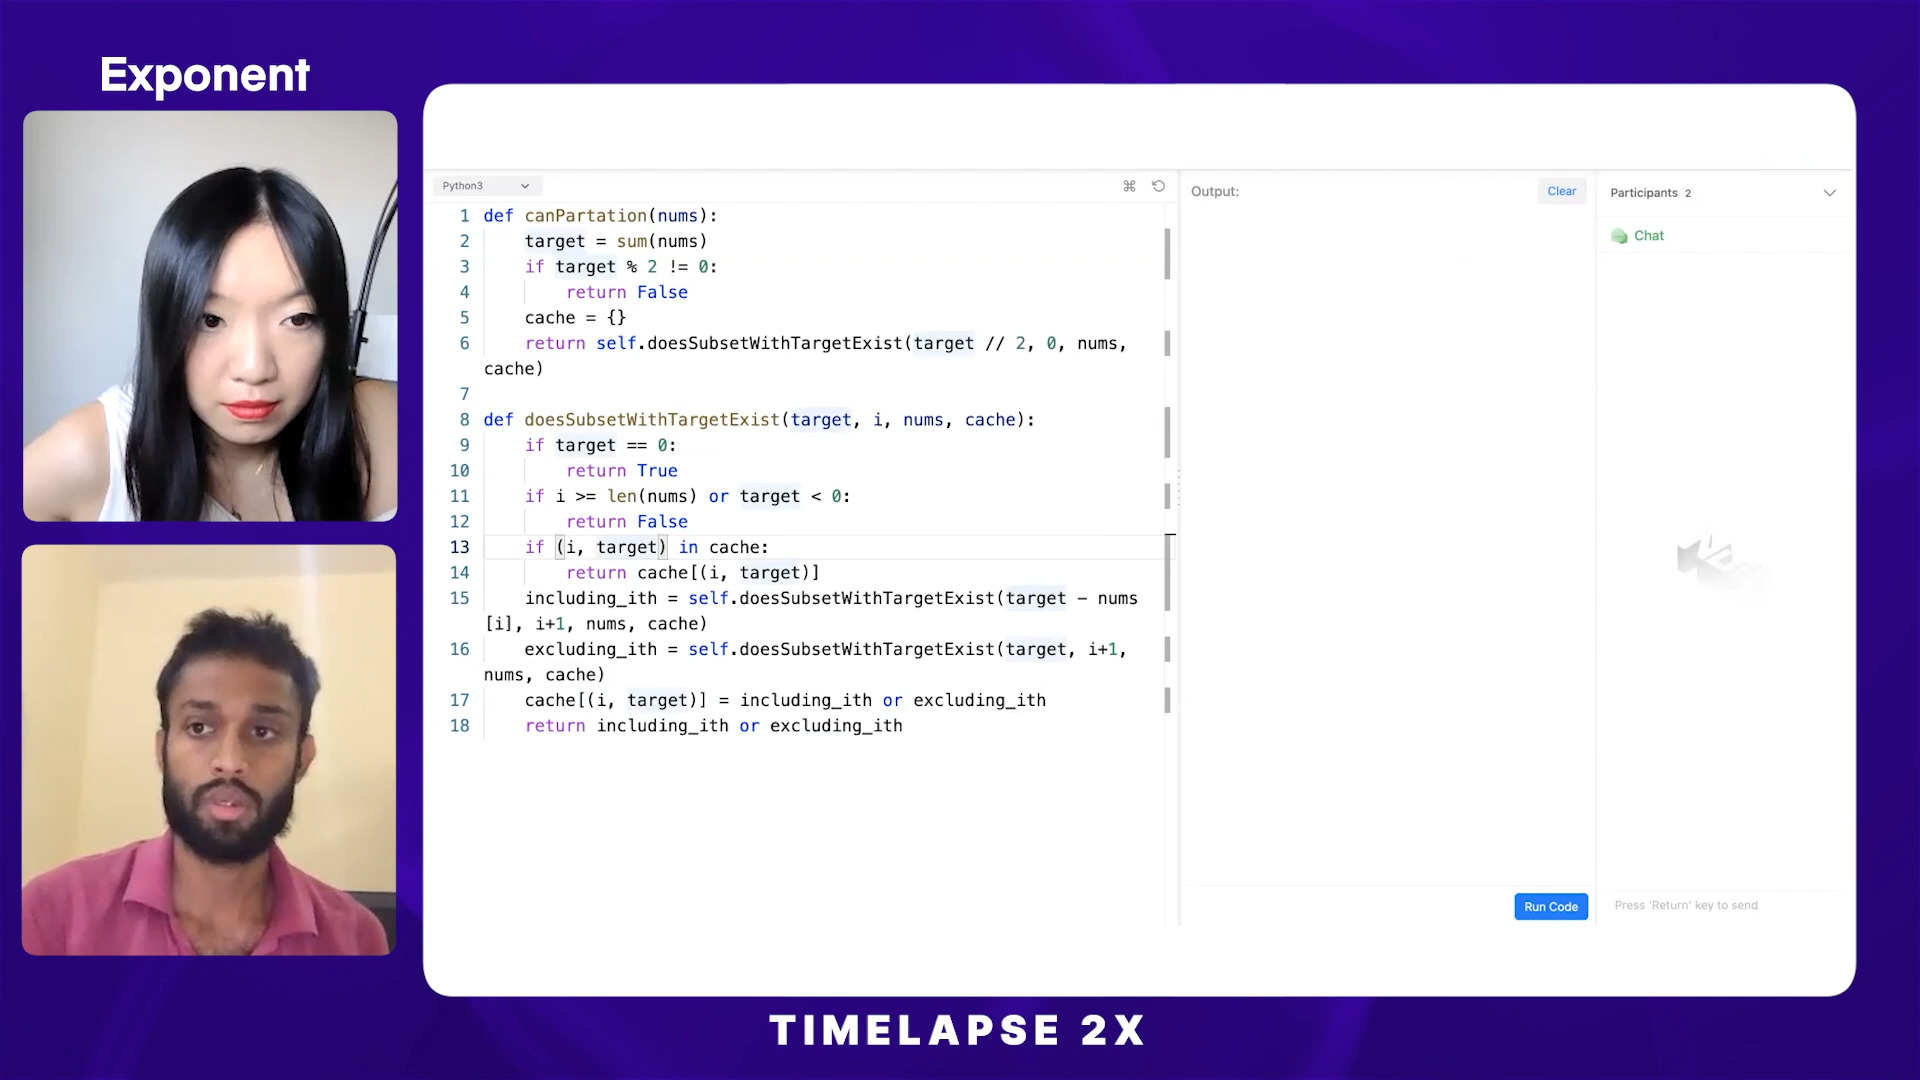 Exponent
Python3
Output:
Clear
Participants 2
Chat
1 def canPartation(nums):
2 target = sum(nums)
3 if target % 2 != 0:
4 return False
5 cache = {}
6 return self.doesSubsetWithTargetExist(target // 2, 0, nums,
cache)
7
8 def doesSubsetWithTargetExist(target, i, nums, cache):
9 if target == 0:
10 return True
11 if i >= len(nums) or target < 0:
12 return False
13 if (i, target) in cache:
14 return cache[(i, target)]
15 including_ith = self.doesSubsetWithTargetExist(target - nums
[i], i+1, nums, cache)
16 excluding_ith = self.doesSubsetWithTargetExist(target, i+1,
nums, cache)
17 cache[(i, target)] = including_ith or excluding_ith
18 return including_ith or excluding_ith
Run Code
Press 'Return' key to send
TIMELAPSE 2X